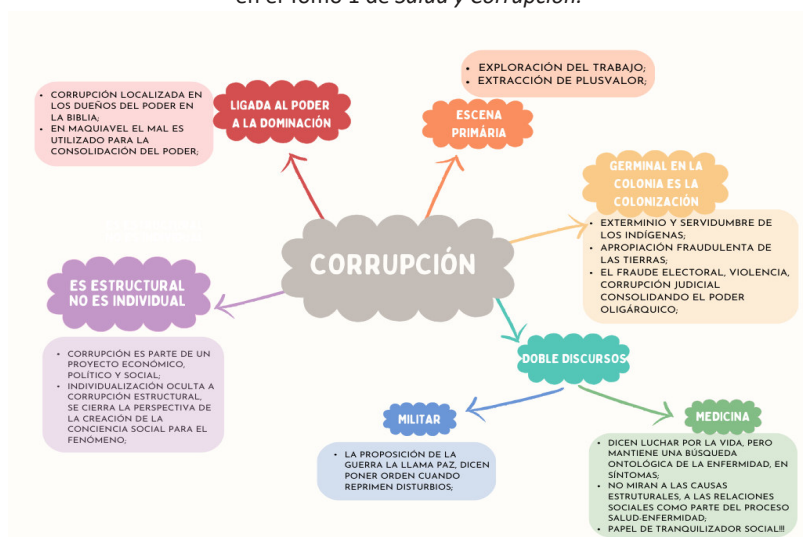 en el Tomo 1 de Salud y Corrupción.
LIGADA AL PODER
A LA DOMINACIÓN
• CORRUPCIÓN LOCALIZADA EN
LOS DUEÑOS DEL PODER EN
LA BIBLIA;
• EN MAQUIAVEL EL MAL ES
UTILIZADO PARA LA
CONSOLIDACIÓN DEL PODER;
• EXPLORACIÓN DEL TRABAJO;
• EXTRACCIÓN DE PLUSVALOR;
ESCENA
PRIMÁRIA
GERMINAL EN LA
COLONIA ES LA
COLONIZACIÓN
• EXTERMINIO Y SERVIDUMBRE DE
LOS INDÍGENAS;
• APROPIACIÓN FRAUDULENTA DE
LAS TIERRAS;
• EL FRAUDE ELECTORAL, VIOLENCIA,
CORRUPCIÓN JUDICIAL
CONSOLIDANDO EL PODER
OLIGÁRQUICO;
CORRUPCIÓN
ES ESTRUCTURAL
NO ES INDIVIDUAL
• CORRUPCIÓN ES PARTE DE UN
PROYECTO ECONÓMICO,
POLÍTICO Y SOCIAL;
• INDIVIDUALIZACIÓN OCULTA A
CORRUPCIÓN ESTRUCTURAL,
SE CIERRA LA PERSPECTIVA DE
LA CREACIÓN DE LA
CONCIENCIA SOCIAL PARA EL
FENÓMENO;
DOBLE DISCURSOS
MILITAR
• LA PROPOSICIÓN DE LA
GUERRA LA LLAMA PAZ, DICEN
PONER ORDEN CUANDO
REPRIMEN DISTURBIOS;
MEDICINA
• DICEN LUCHAR POR LA VIDA, PERO
MANTIENE UNA BÚSQUEDA
ONTOLÓGICA DE LA ENFERMIDAD, EN
SÍNTOMAS;
• NO MIRAN A LAS CAUSAS
ESTRUTURALES, A LAS RELACIONES
SOCIALES COMO PARTE DEL PROCESO
SALUD-ENFERMIDAD;
• PAPEL DE TRANQUILIZADOR SOCIAL!!!